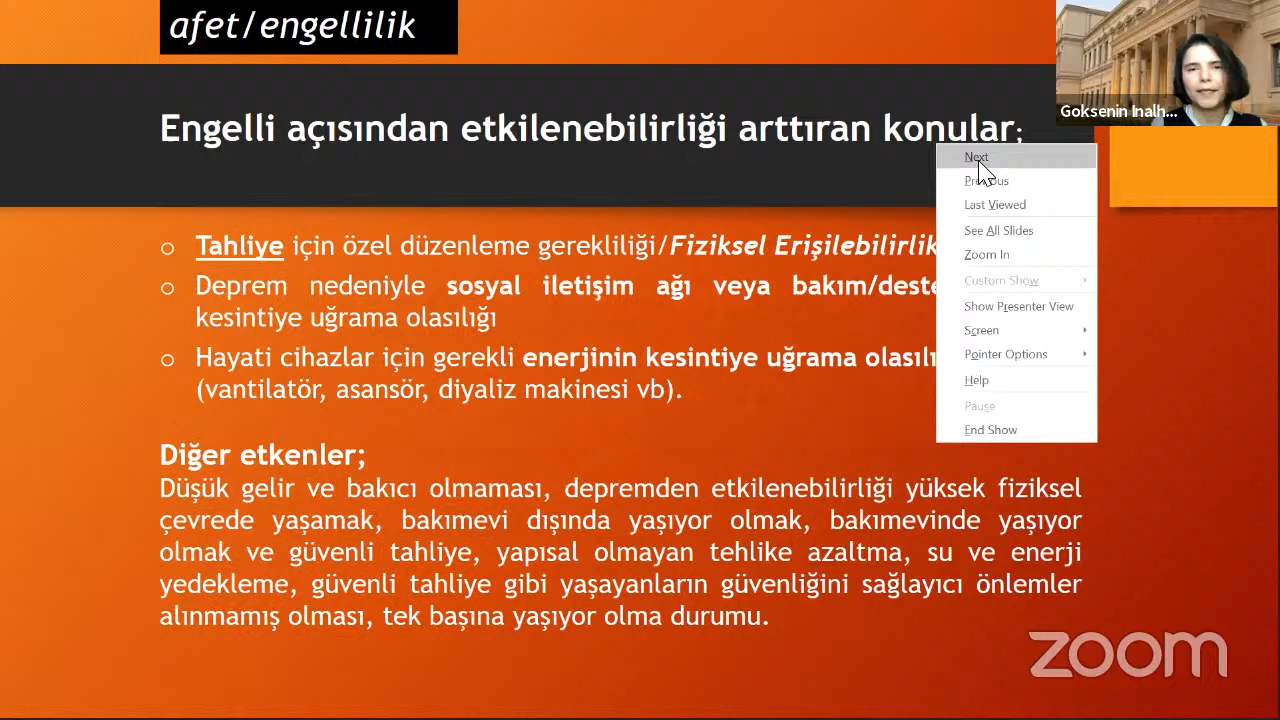 afet/engellilik
Engelli açısından etkilenebilirliği arttıran konular;
Goksenin Inalh...
o Tahliye için özel düzenleme gerekliliği/Fiziksel Erişilebilirlik
o Deprem nedeniyle sosyal iletişim ağı veya bakım/deste
kesintiye uğrama olasılığı
o Hayati cihazlar için gerekli enerjinin kesintiye uğrama olasılı
(vantilatör, asansör, diyaliz makinesi vb).
Diğer etkenler;
Düşük gelir ve bakıcı olmaması, depremden etkilenebilirliği yüksek fiziksel
çevrede yaşamak, bakımevi dışında yaşıyor olmak, bakımevinde yaşıyor
olmak ve güvenli tahliye, yapısal olmayan tehlike azaltma, su ve enerji
yedekleme, güvenli tahliye gibi yaşayanların güvenliğini sağlayıcı önlemler
alınmamış olması, tek başına yaşıyor olma durumu.
Next
Previous
Last Viewed
See All Slides
Zoom In
Custom Show
Show Presenter View
Screen
Pointer Options
Help
Pause
End Show
zoom